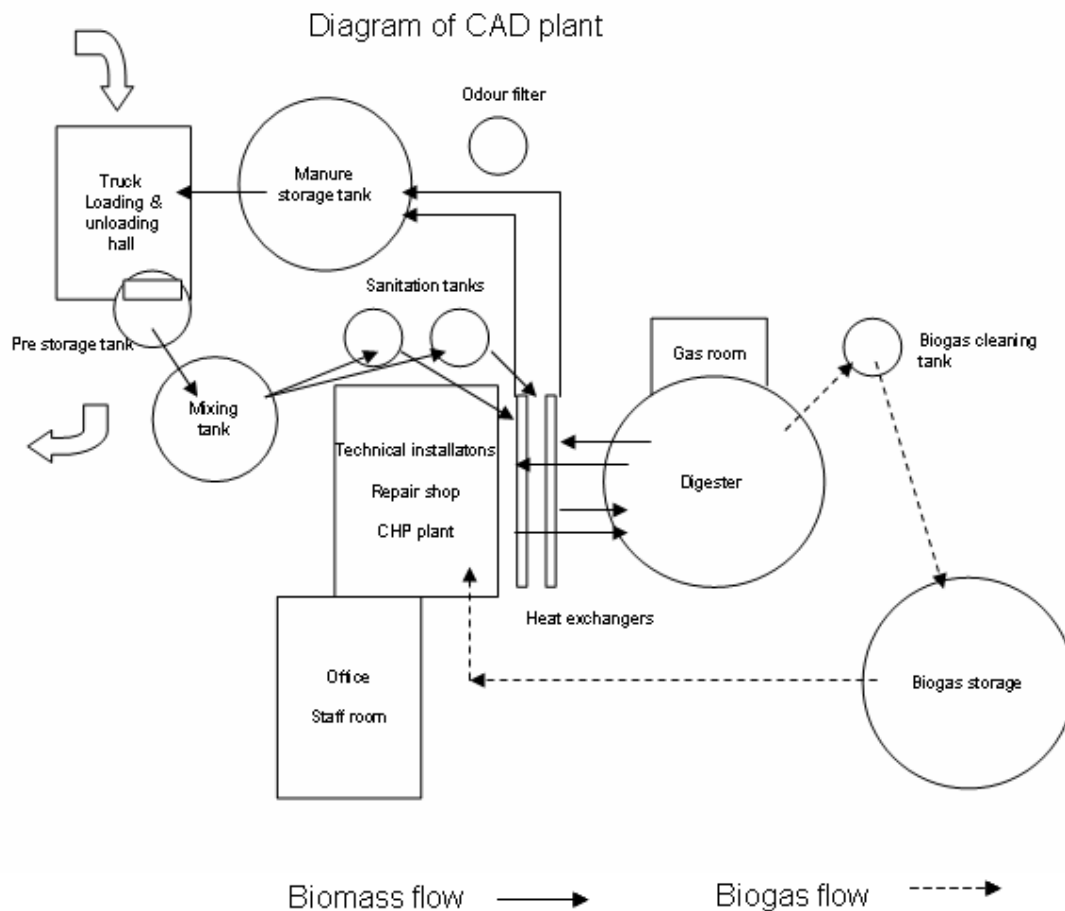 Diagram of CAD plant
Odour filter
Truck
Loading &
unloading
hall
Manure
storage tank
Sanitation tanks
Pre storage tank
Gas room
Biogas cleaning
tank
Mixing
tank
Technical installatons
Repair shop
CHP plant
Digester
Heat exchangers
Office
Staff room
Biogas storage
Biomass flow
Biogas flow